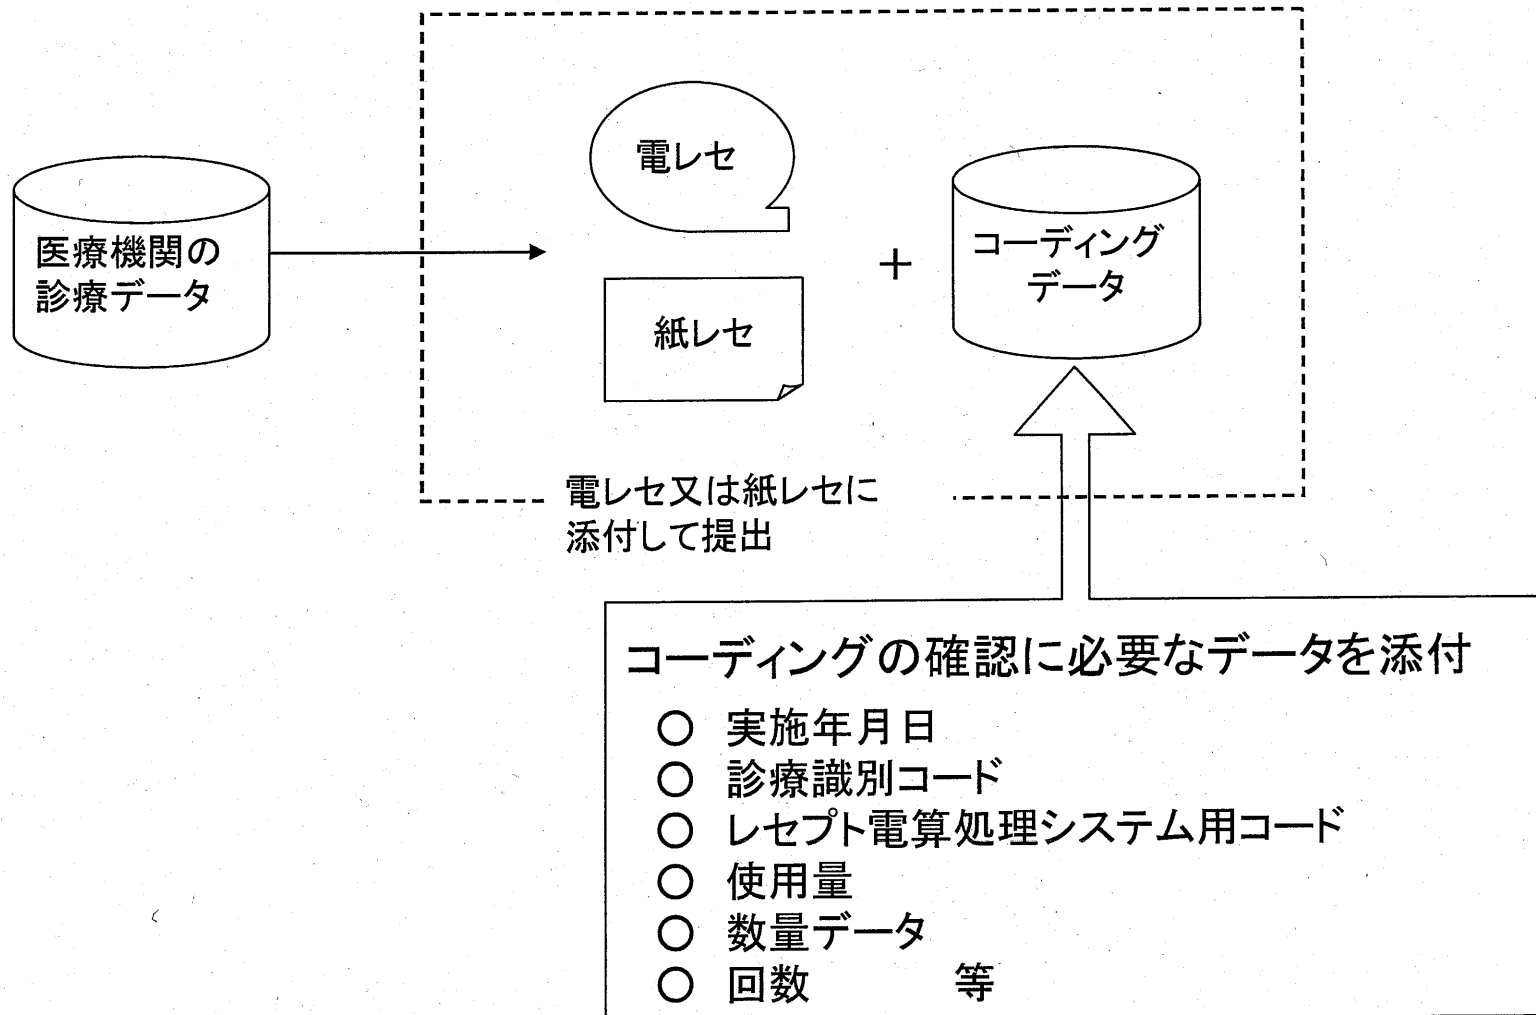 電レセ
医療機関の
診療データ
紙レセ
+
コーディング
データ
電レセ又は紙レセに
添付して提出
コーディングの確認に必要なデータを添付
○ 実施年月日
○ 診療識別コード
○ レセプト電算処理システム用コード
○ 使用量
○ 数量データ
○ 回数 等